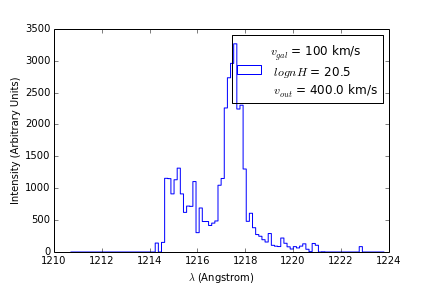 3500
3000
2500
2000
1500
1000
500
0
Intensity (Arbitrary Units)
v_gal = 100 km/s
lognH = 20.5
v_out = 400.0 km/s
1210 1212 1214 1216 1218 1220 1222 1224
λ (Angstrom)